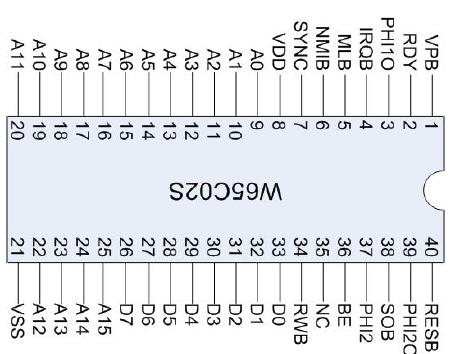 VPB 1
RDY 2
PHI1O 3
IRQB 4
MLB 5
NMIB 6
SYNC 7
VDD 8
A0 9
A1 10
A2 11
A3 12
A4 13
A5 14
A6 15
A7 16
A8 17
A9 18
A10 19
A11 20
W65C02S
40 RESB
39 PHI2O
38 SOB
37 PHI2
36 BE
35 NC
34 RWB
33 D0
32 D1
31 D2
30 D3
29 D4
28 D5
27 D6
26 D7
25 A15
24 A14
23 A13
22 A12
21 VSS